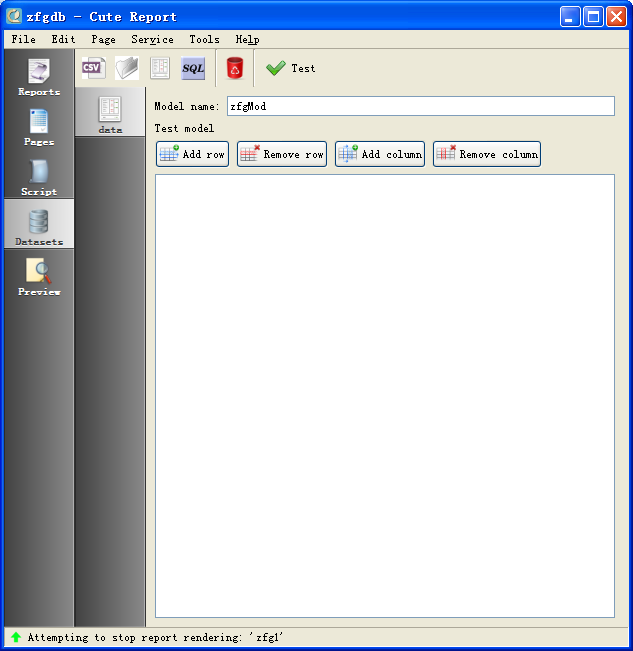 zfgdb - Cute Report
File Edit Page Service Tools Help
Reports
Pages
Script
Datasets
Preview
CSV
SQL
Test
data
Model name: zfgMod
Test model
Add row Remove row Add column Remove column
Attempting to stop report rendering: 'zfg1'